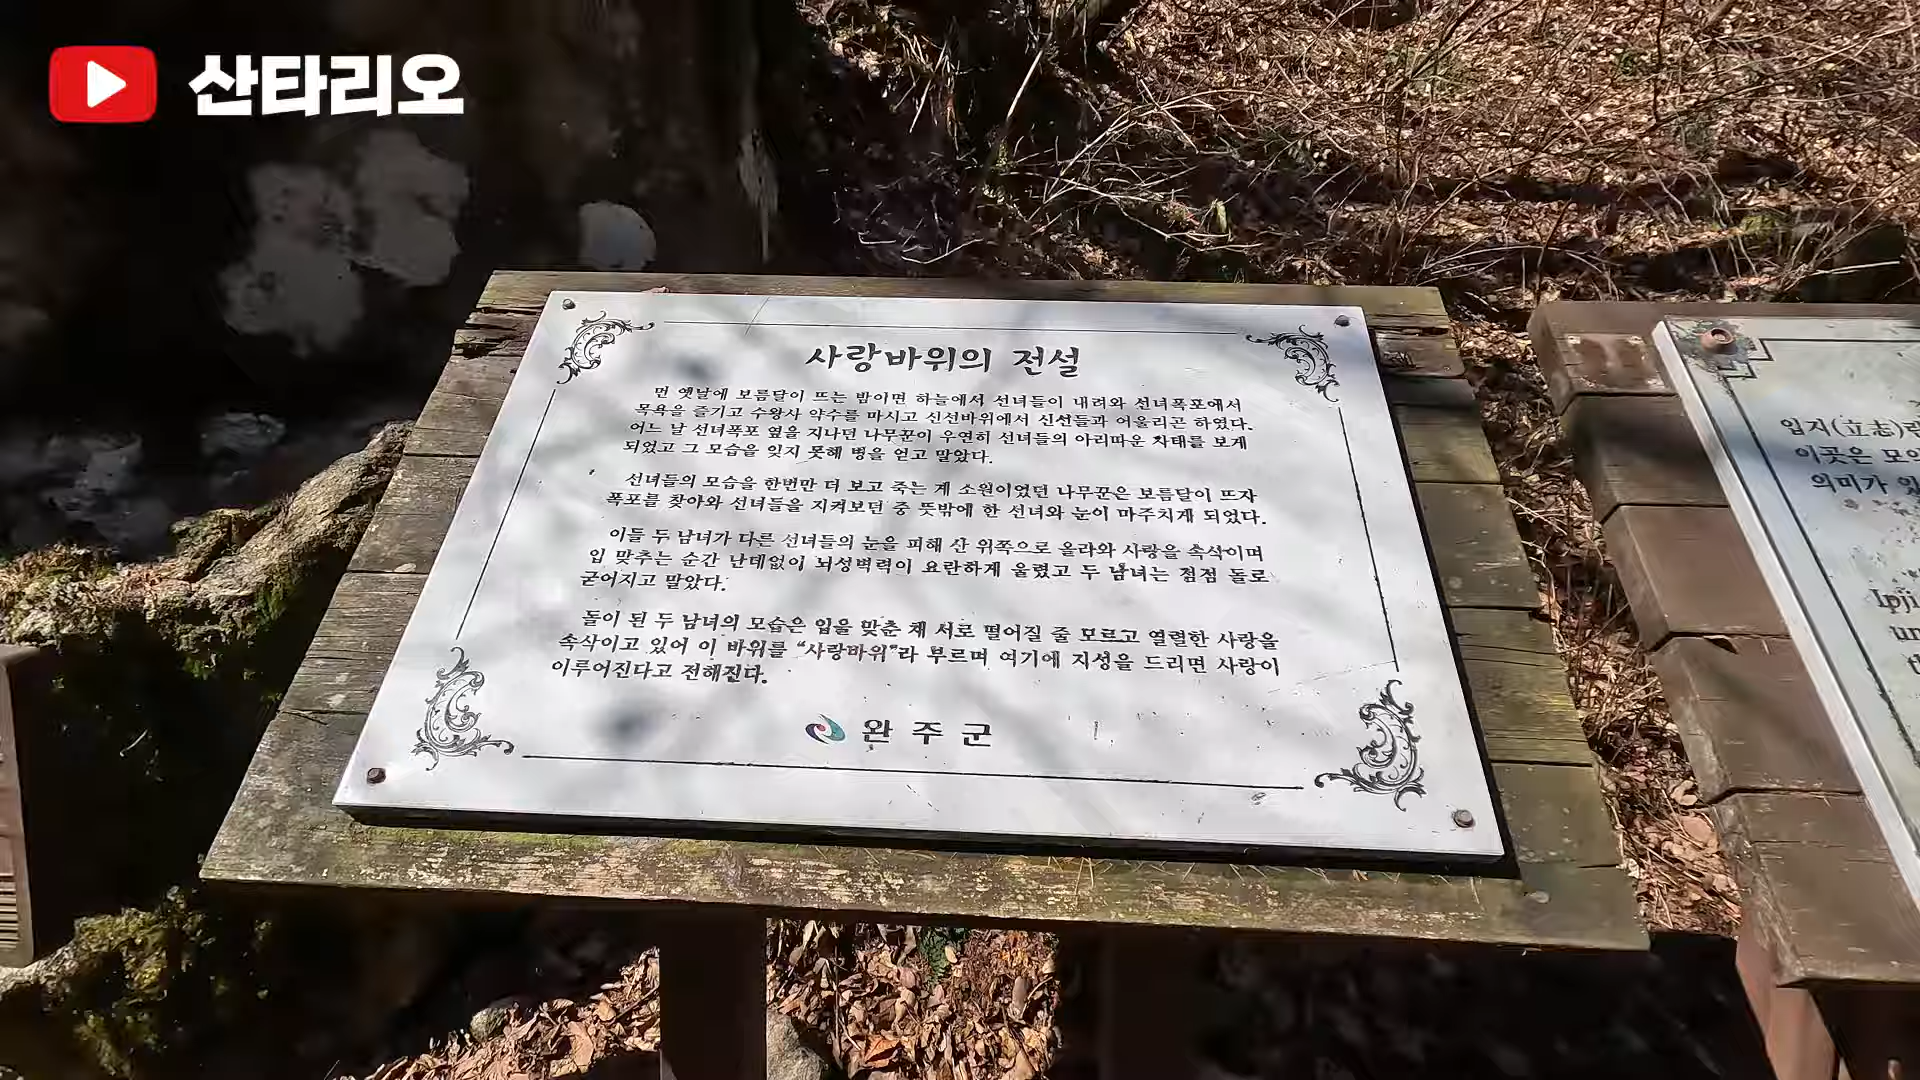 산타리오
사랑바위의 전설
먼 옛날에 보름달이 뜨는 밤이면 하늘에서 선녀들이 내려와 선녀폭포에서
목욕을 즐기고 수왕사 약수를 마시고 신선바위에서 신선들과 어울리곤 하였다.
어느 날 선녀폭포 옆을 지나던 나무꾼이 우연히 선녀들의 아리따운 자태를 보게
되었고 그 모습을 잊지 못해 병을 얻고 말았다.
선녀들의 모습을 한번만 더 보고 죽는 게 소원이었던 나무꾼은 보름달이 뜨자
폭포를 찾아와 선녀들을 지켜보던 중 뜻밖에 한 선녀와 눈이 마주치게 되었다.
이들 두 남녀가 다른 선녀들의 눈을 피해 산 위쪽으로 올라와 사랑을 속삭이며
입 맞추는 순간 난데없이 뇌성벽력이 요란하게 울렸고 두 남녀는 점점 돌로
굳어지고 말았다.
돌이 된 두 남녀의 모습은 입을 맞춘 채 서로 떨어질 줄 모르고 열렬한 사랑을
속삭이고 있어 이 바위를 “사랑바위”라 부르며 여기에 지성을 드리면 사랑이
이루어진다고 전해진다.
완주군
입지(立志)란
이곳은 모악
의미가 있
Ipji
un